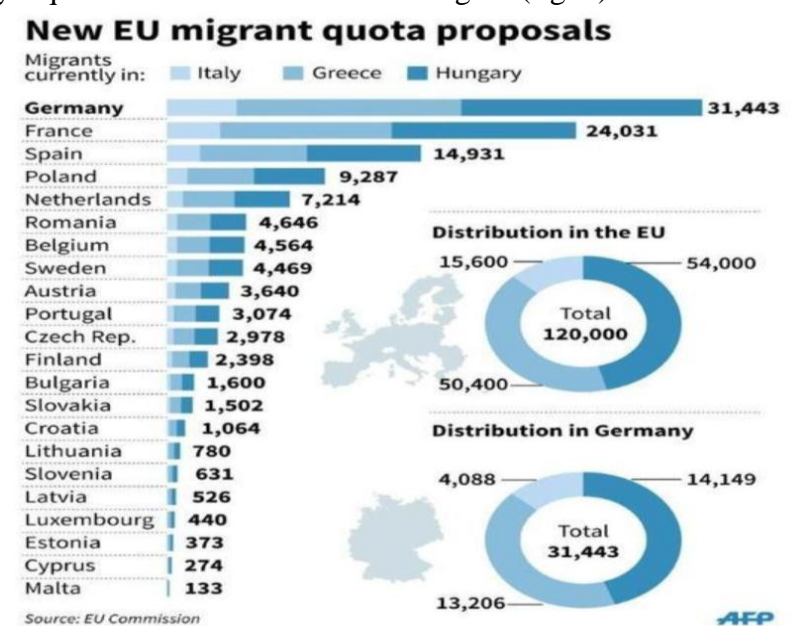 New EU migrant quota proposals
Migrants
currently in: Italy Greece Hungary
Germany 31,443
France 24,031
Spain 14,931
Poland 9,287
Netherlands 7,214
Romania 4,646
Belgium 4,564
Sweden 4,469
Austria 3,640
Portugal 3,074
Czech Rep. 2,978
Finland 2,398
Bulgaria 1,600
Slovakia 1,502
Croatia 1,064
Lithuania 780
Slovenia 631
Latvia 526
Luxembourg 440
Estonia 373
Cyprus 274
Malta 133
Distribution in the EU
15,600 54,000
Total
120,000
50,400
Distribution in Germany
4,088 14,149
Total
31,443
13,206
Source: EU Commission
AFP